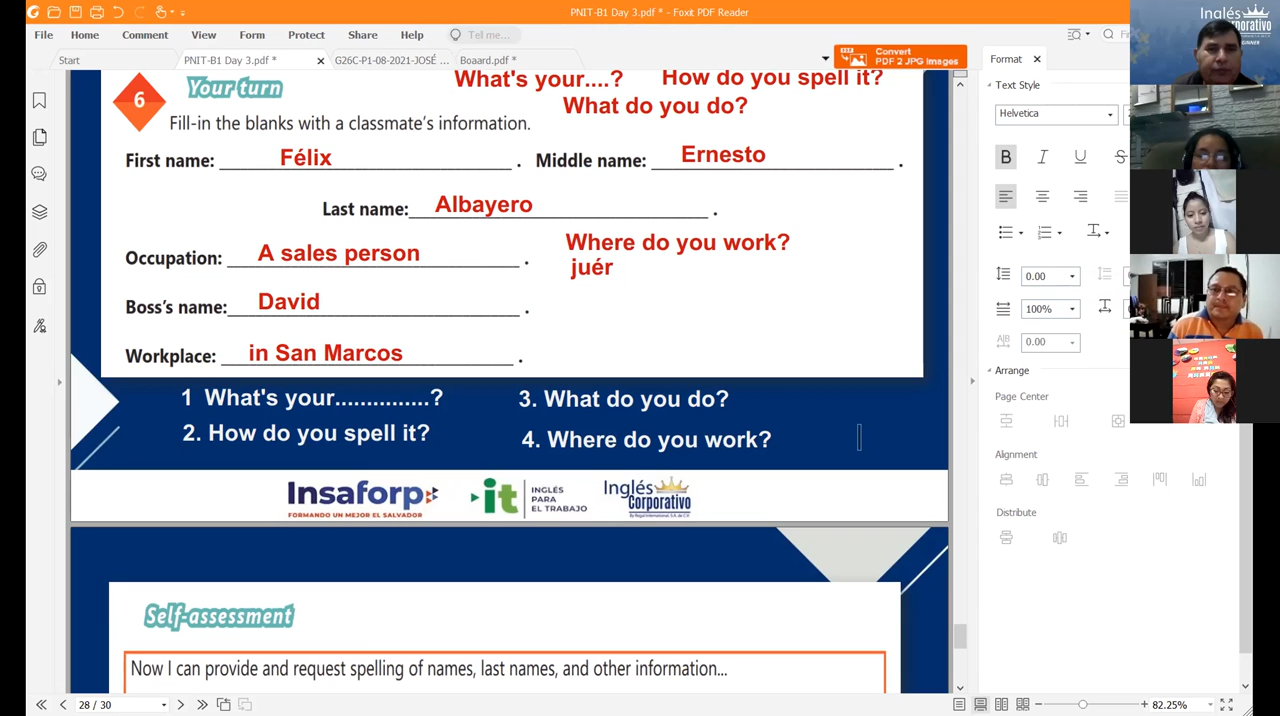 PNIT-B1 Day 3.pdf * - Foxit PDF Reader
File Home Comment View Form Protect Share Help Tell me...
Convert
PDF 2 JPG Images
Start PNIT-B1 Day 3.pdf * G26C-P1-08-2021-JOSÉ ... Boaard.pdf *
6 Your turn What's your....? How do you spell it?
What do you do?
Fill-in the blanks with a classmate's information.
First name: Félix . Middle name: Ernesto .
Last name: Albayero .
Occupation: A sales person . Where do you work?
juér
Boss's name: David .
Workplace: in San Marcos .
1 What's your...............? 3. What do you do?
2. How do you spell it? 4. Where do you work?
Insaforp
FORMANDO UN MEJOR EL SALVADOR
it INGLÉS PARA EL TRABAJO
Inglés Corporativo
Self-assessment
Now I can provide and request spelling of names, last names, and other information...
28 / 30
82.25%
Format
Text Style
Helvetica
B I U S
0.00
100%
0.00
Arrange
Page Center
Alignment
Distribute
Inglés
Corporativo